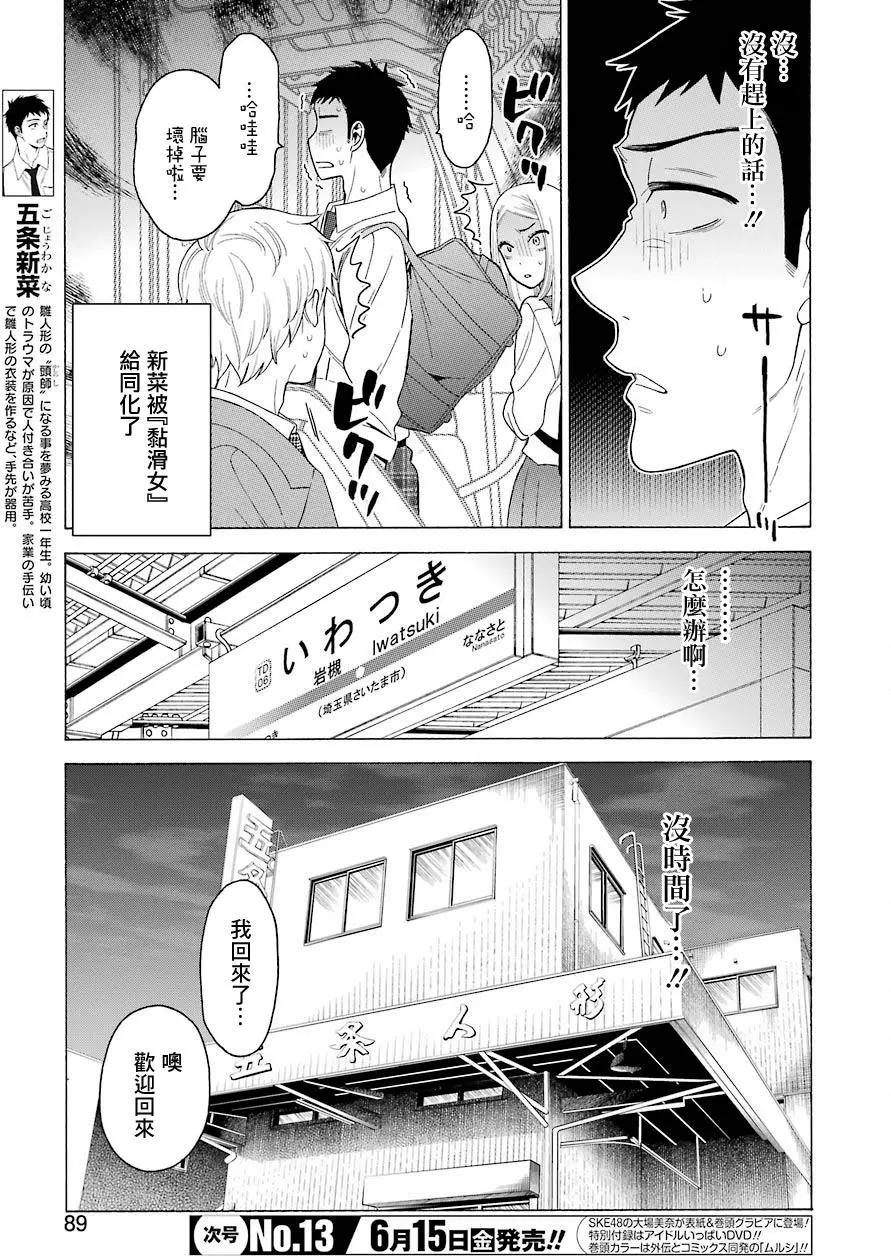 沒…
沒有趕上的話…!!
サーッ
…哈
…哈哇哇
腦子要
壞掉啦…
ビクッ
ビクッ
新菜被『黏滑女』
給同化了
五条新菜
ごじょうわかな
雛人形の〝頭師〟になる事を夢みる高校一年生。幼い頃
のトラウマが原因で人付き合いが苦手。家業の手伝い
で雛人形の衣装を作るなど、手先が器用。
………
………
怎麼辦啊…
いわつき
Iwatsuki
TD
06
岩槻
(埼玉県さいたま市)
ななさと
Nanasato
き
沒時間了…!!
五条人形
我回來了…
噢
歡迎回來
89
次号 No.13 6月15日金発売!!
SKE48の大場美奈が表紙&巻頭グラビアに登場!
特別付録はアイドルいっぱいDVD!!
巻頭カラーは外伝とコミックス同発の「ムルシ」!!